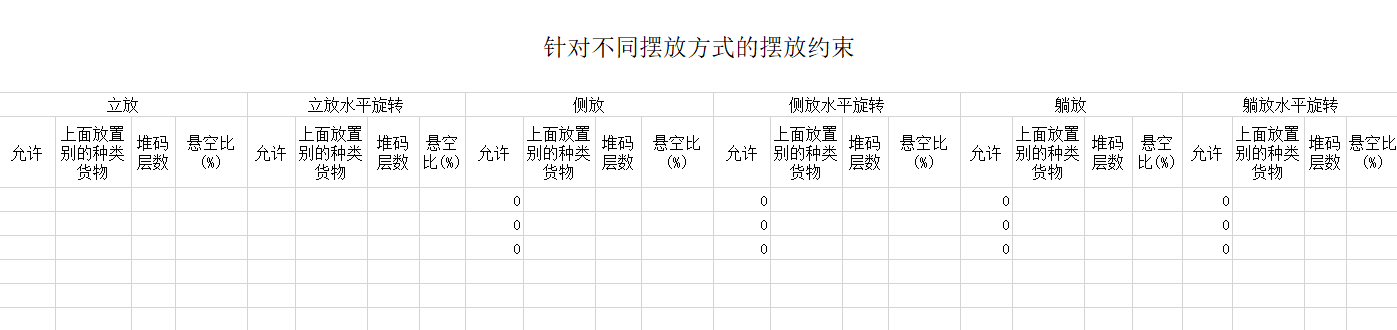 针对不同摆放方式的摆放约束
立放 立放水平旋转 侧放 侧放水平旋转 躺放 躺放水平旋转
允许 上面放置别的种类货物 堆码层数 悬空比(%) 允许 上面放置别的种类货物 堆码层数 悬空比(%) 允许 上面放置别的种类货物 堆码层数 悬空比(%) 允许 上面放置别的种类货物 堆码层数 悬空比(%) 允许 上面放置别的种类货物 堆码层数 悬空比(%) 允许 上面放置别的种类货物 堆码层数 悬空比(%)
0 0 0 0
0 0 0 0
0 0 0 0